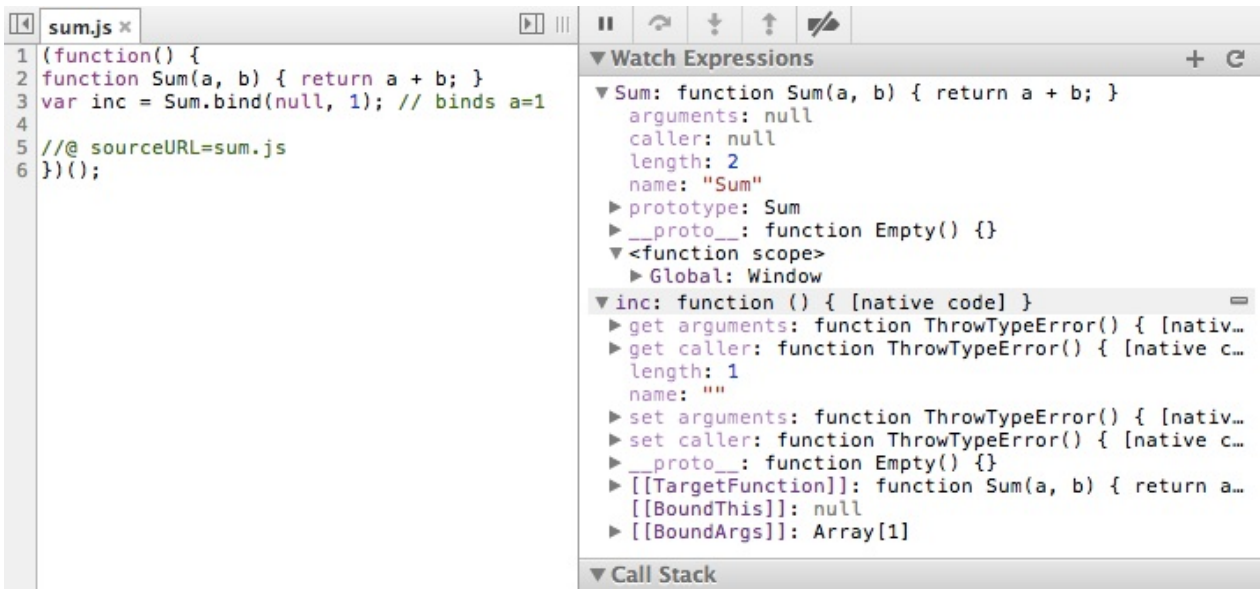 sum.js ×
1 (function() {
2 function Sum(a, b) { return a + b; }
3 var inc = Sum.bind(null, 1); // binds a=1
4
5 //@ sourceURL=sum.js
6 })();
Watch Expressions
Sum: function Sum(a, b) { return a + b; }
arguments: null
caller: null
length: 2
name: "Sum"
prototype: Sum
__proto__: function Empty() {}
<function scope>
Global: Window
inc: function () { [native code] }
get arguments: function ThrowTypeError() { [nativ…
get caller: function ThrowTypeError() { [native c…
length: 1
name: ""
set arguments: function ThrowTypeError() { [nativ…
set caller: function ThrowTypeError() { [native c…
__proto__: function Empty() {}
[[TargetFunction]]: function Sum(a, b) { return a…
[[BoundThis]]: null
[[BoundArgs]]: Array[1]
Call Stack